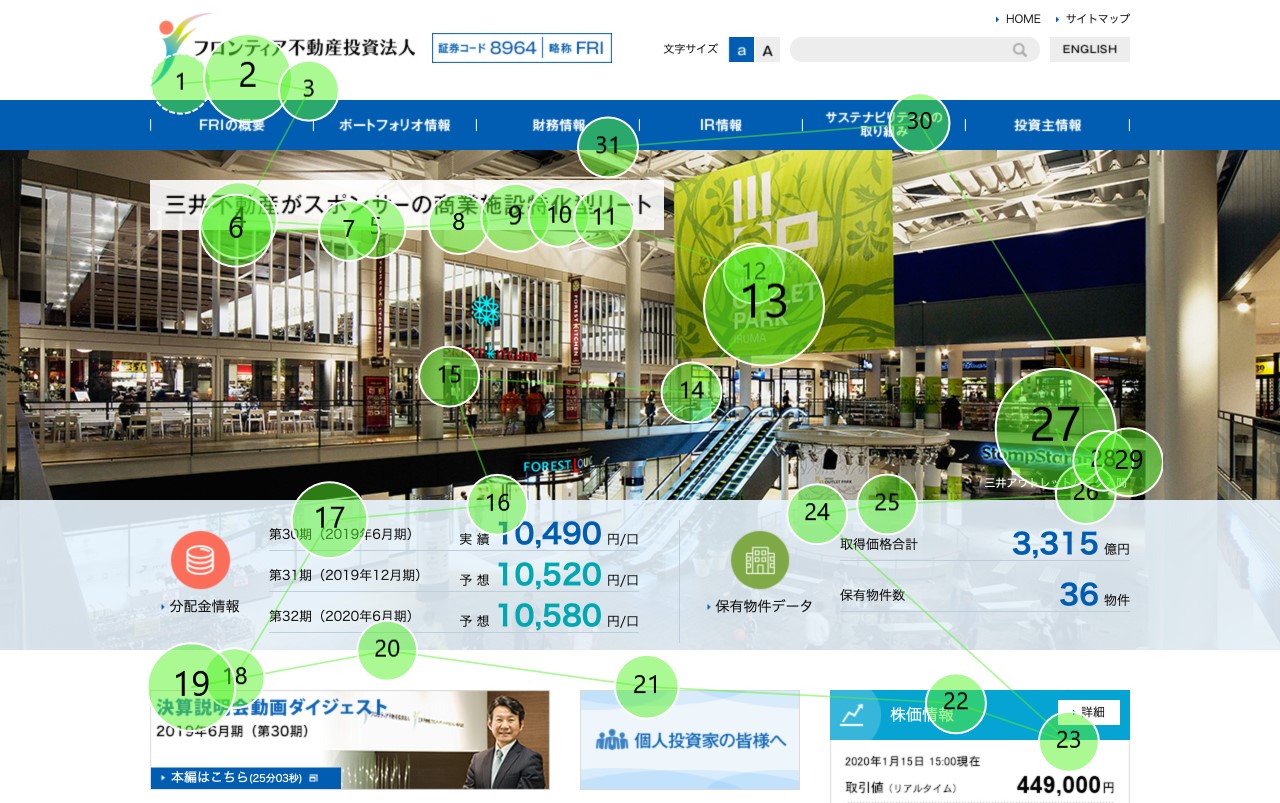 HOME
サイトマップ
フロンティア不動産投資法人
証券コード 8964 | 略称 FRI
文字サイズ
a A
ENGLISH
FRIの概要
ポートフォリオ情報
財務情報
IR情報
サステナビリティへの
取り組み
投資主情報
三井不動産がスポンサーの商業施設特化型リート
OUTLET
PARK
IRUMA
FOREST KITCHEN
StompStamp
三井アウトレット
第30期（2019年6月期） 実績 10,490 円/口
第31期（2019年12月期） 予想 10,520 円/口
第32期（2020年6月期） 予想 10,580 円/口
分配金情報
取得価格合計 3,315 億円
保有物件数 36 物件
保有物件データ
決算説明会動画ダイジェスト
2019年6月期（第30期）
本編はこちら(25分03秒)
個人投資家の皆様へ
株価情報
詳細
2020年1月15日 15:00現在
取引値（リアルタイム） 449,000円
1
2
3
5
6
7
8
9
10
11
12
13
14
15
16
17
18
19
20
21
22
23
24
25
26
27
28
29
30
31